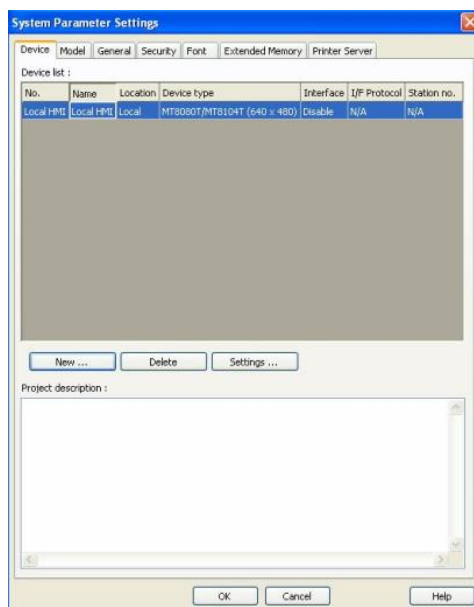 System Parameter Settings
Device Model General Security Font Extended Memory Printer Server
Device list :
No. Name Location Device type Interface I/F Protocol Station no.
Local HMI Local HMI Local MT8080T/MT8104T (640 x 480) Disable N/A N/A
New ... Delete Settings ...
Project description :
OK Cancel Help